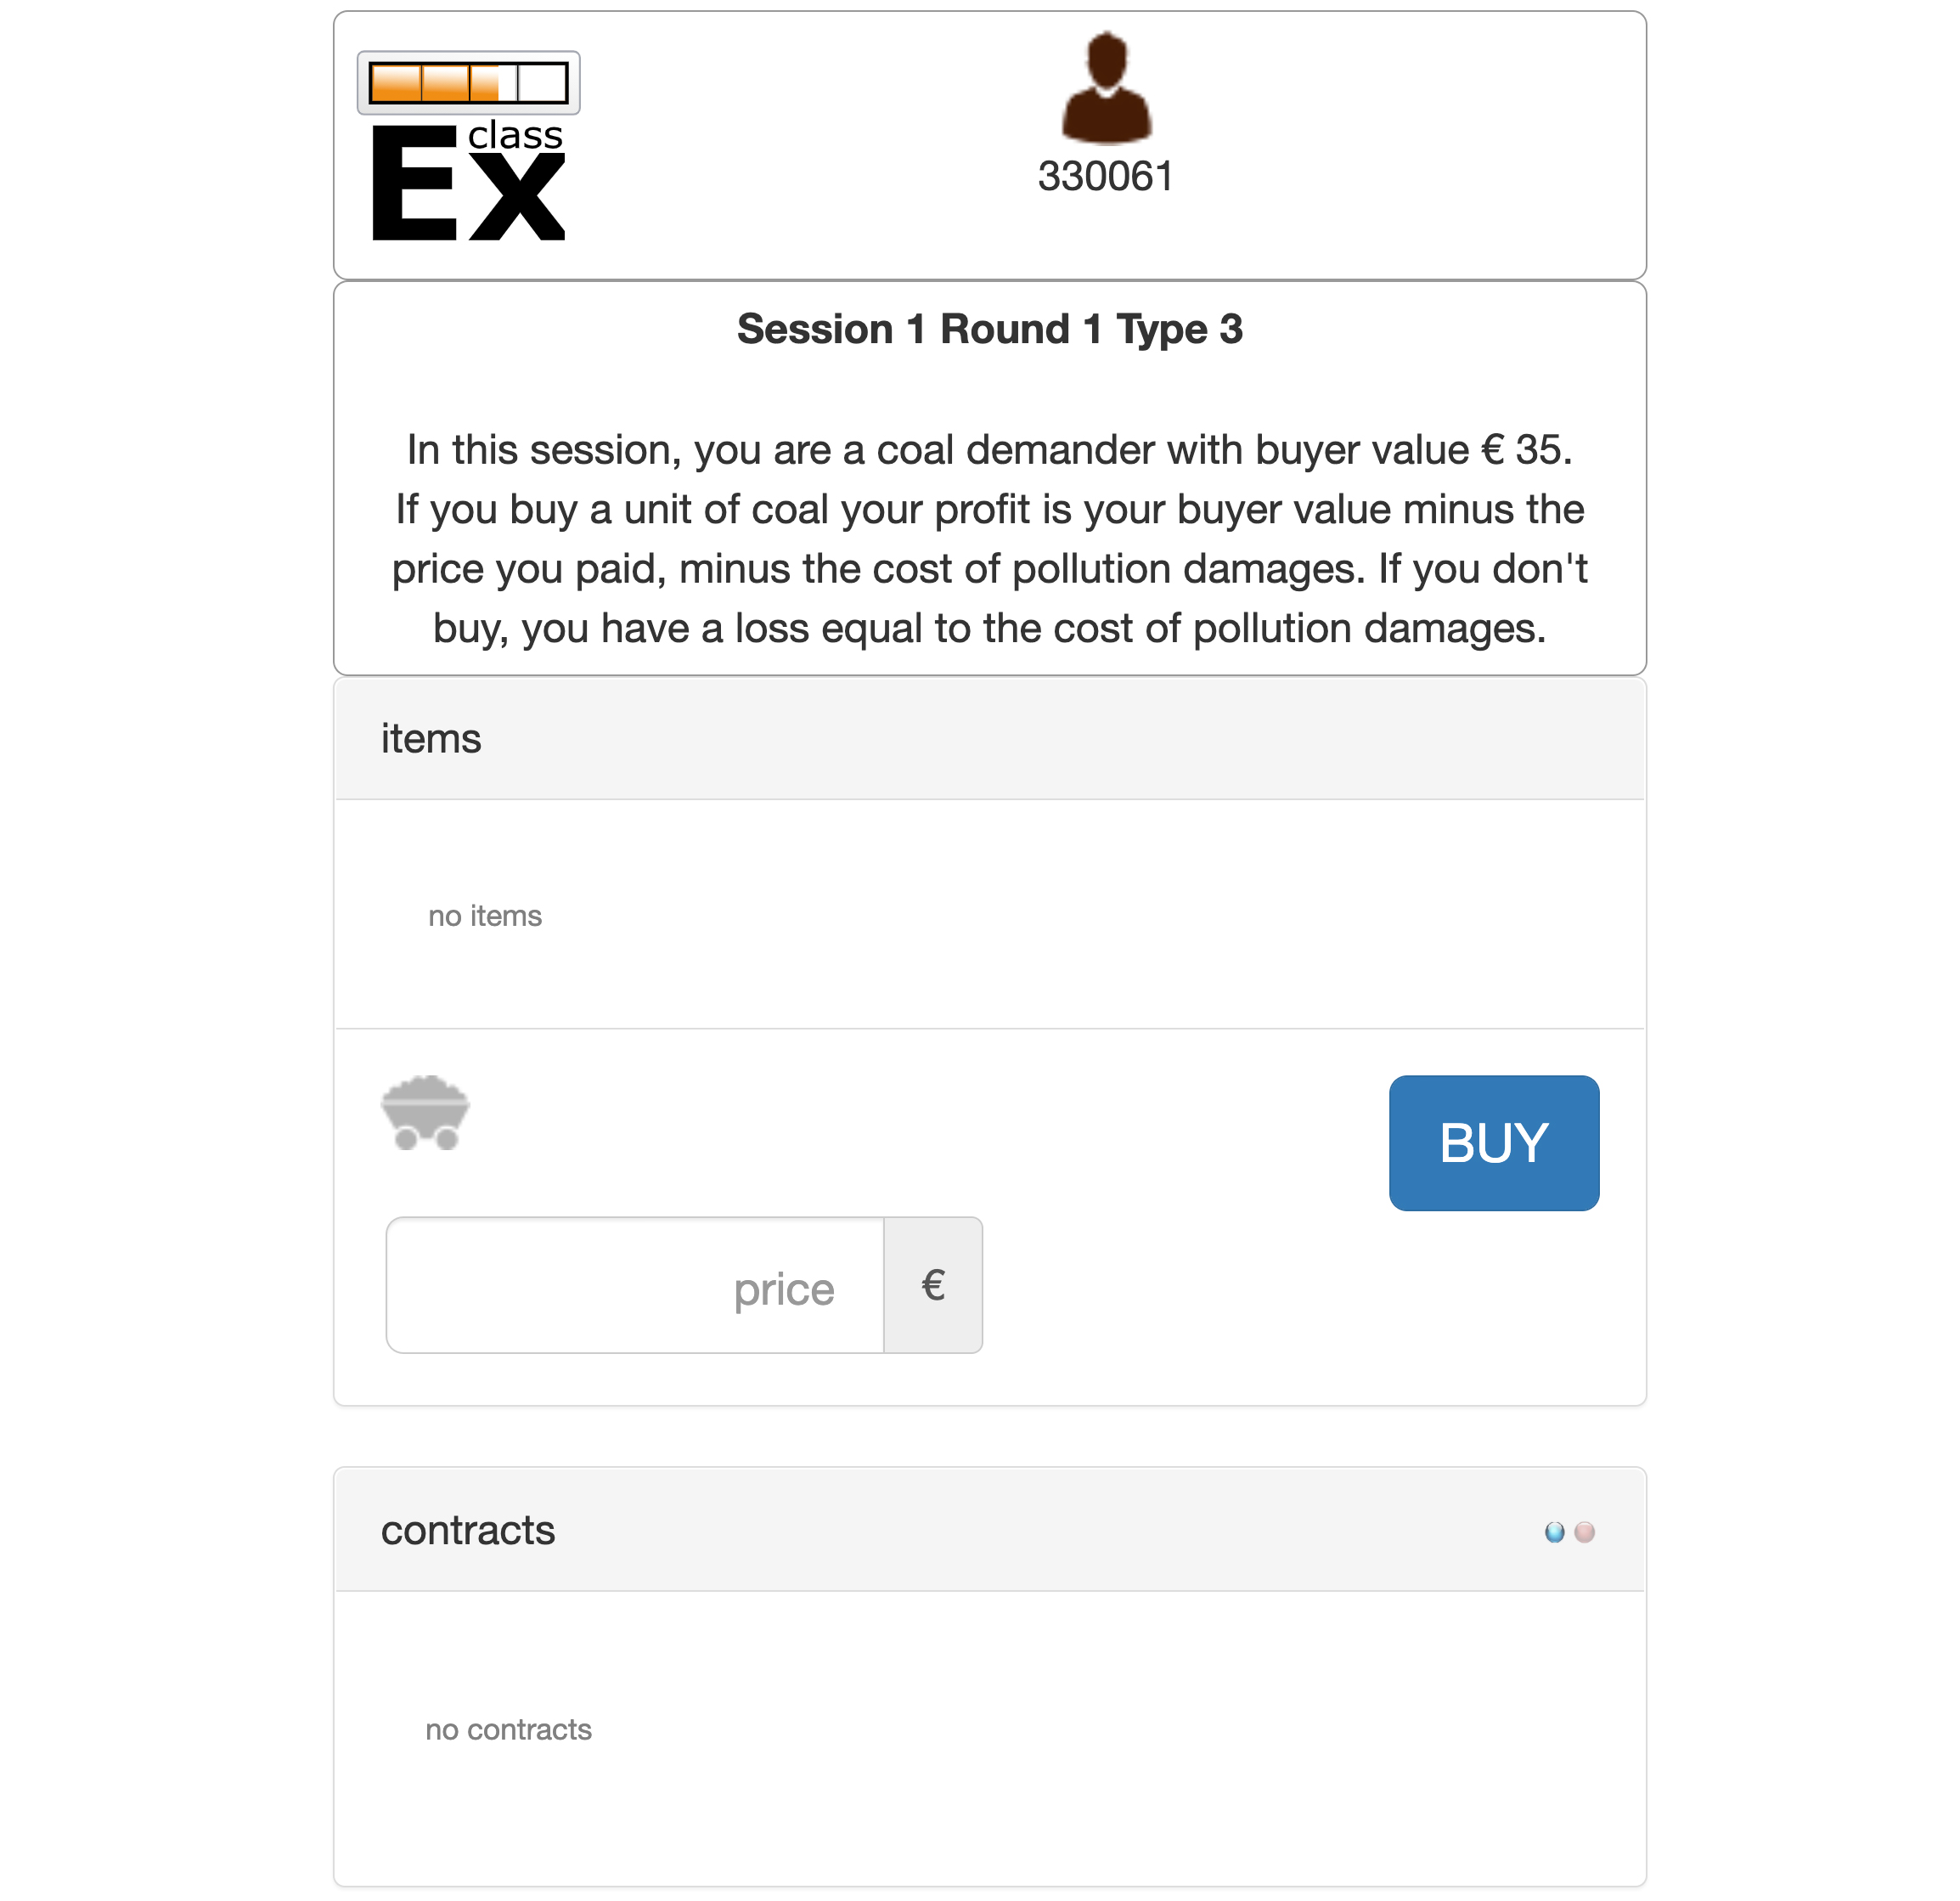 class
Ex
330061
Session 1 Round 1 Type 3
In this session, you are a coal demander with buyer value € 35.
If you buy a unit of coal your profit is your buyer value minus the
price you paid, minus the cost of pollution damages. If you don't
buy, you have a loss equal to the cost of pollution damages.
items
no items
BUY
price €
contracts
no contracts